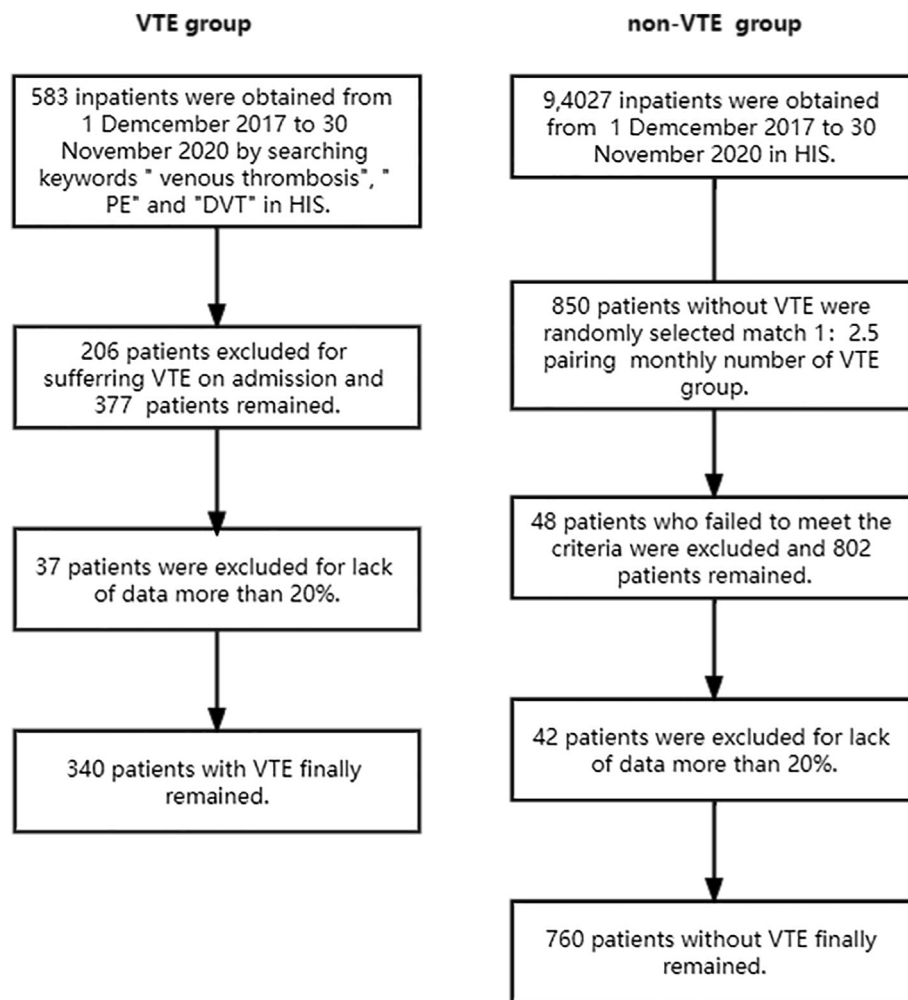 VTE group
583 inpatients were obtained from
1 Demcember 2017 to 30
November 2020 by searching
keywords " venous thrombosis", "
PE" and "DVT" in HIS.
206 patients excluded for
sufferring VTE on admission and
377 patients remained.
37 patients were excluded for lack
of data more than 20%.
340 patients with VTE finally
remained.
non-VTE group
9,4027 inpatients were obtained
from 1 Demcember 2017 to 30
November 2020 in HIS.
850 patients without VTE were
randomly selected match 1: 2.5
pairing monthly number of VTE
group.
48 patients who failed to meet the
criteria were excluded and 802
patients remained.
42 patients were excluded for lack
of data more than 20%.
760 patients without VTE finally
remained.